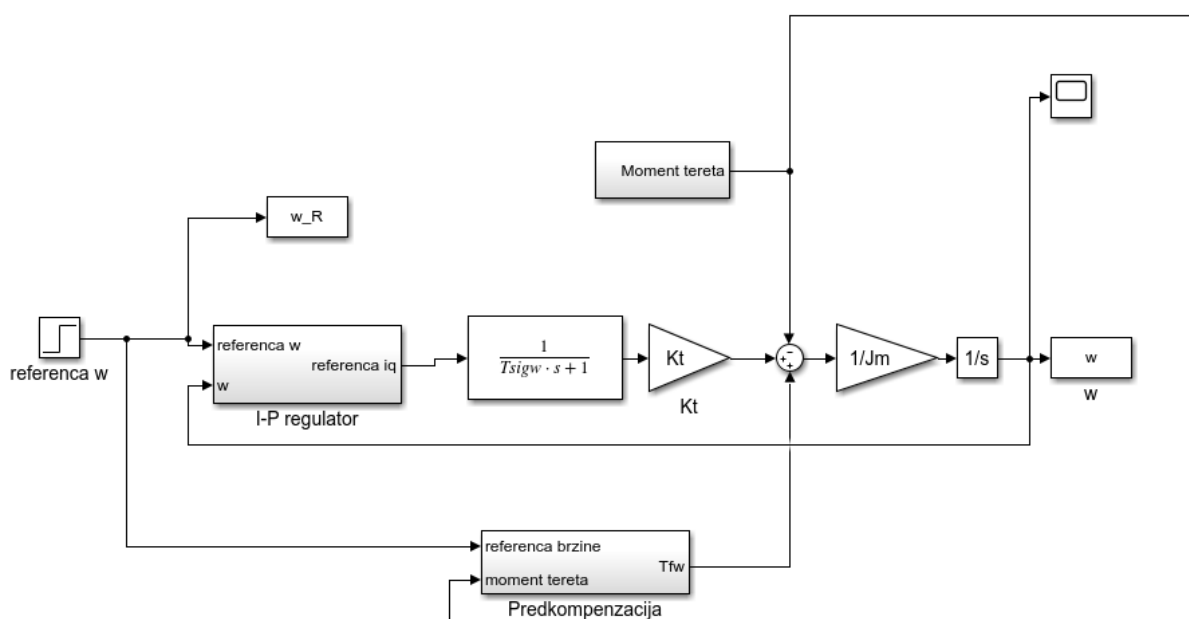 Moment tereta
w_R
referenca w
referenca w
w
referenca iq
I-P regulator
1
Tsigw · s + 1
Kt
Kt
−
+
+
1/Jm
1/s
w
w
referenca brzine
moment tereta
Tfw
Predkompenzacija